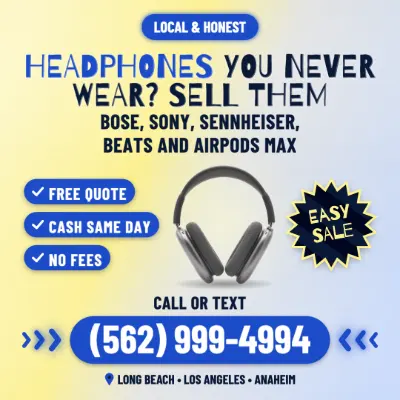 LOCAL & HONEST
HEADPHONES YOU NEVER
WEAR? SELL THEM
BOSE, SONY, SENNHEISER,
BEATS AND AIRPODS MAX
FREE QUOTE
CASH SAME DAY
NO FEES
EASY
SALE
CALL OR TEXT
(562) 999-4994
LONG BEACH • LOS ANGELES • ANAHEIM